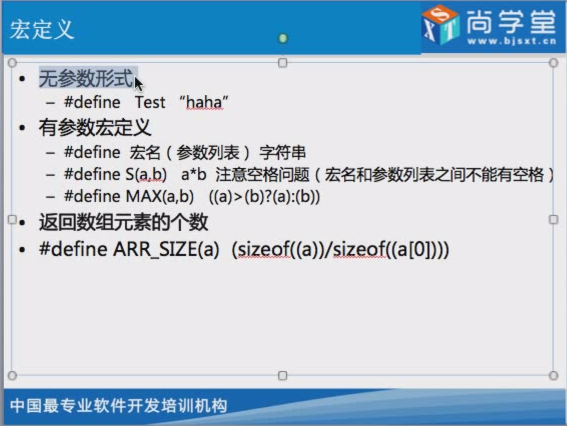 宏定义
尚学堂
www.bjsxt.cn
• 无参数形式
– #define Test “haha”
• 有参数宏定义
– #define 宏名（参数列表） 字符串
– #define S(a,b) a*b 注意空格问题（宏名和参数列表之间不能有空格）
– #define MAX(a,b) ((a)>(b)?(a):(b))
• 返回数组元素的个数
• #define ARR_SIZE(a) (sizeof((a))/sizeof((a[0])))
中国最专业软件开发培训机构